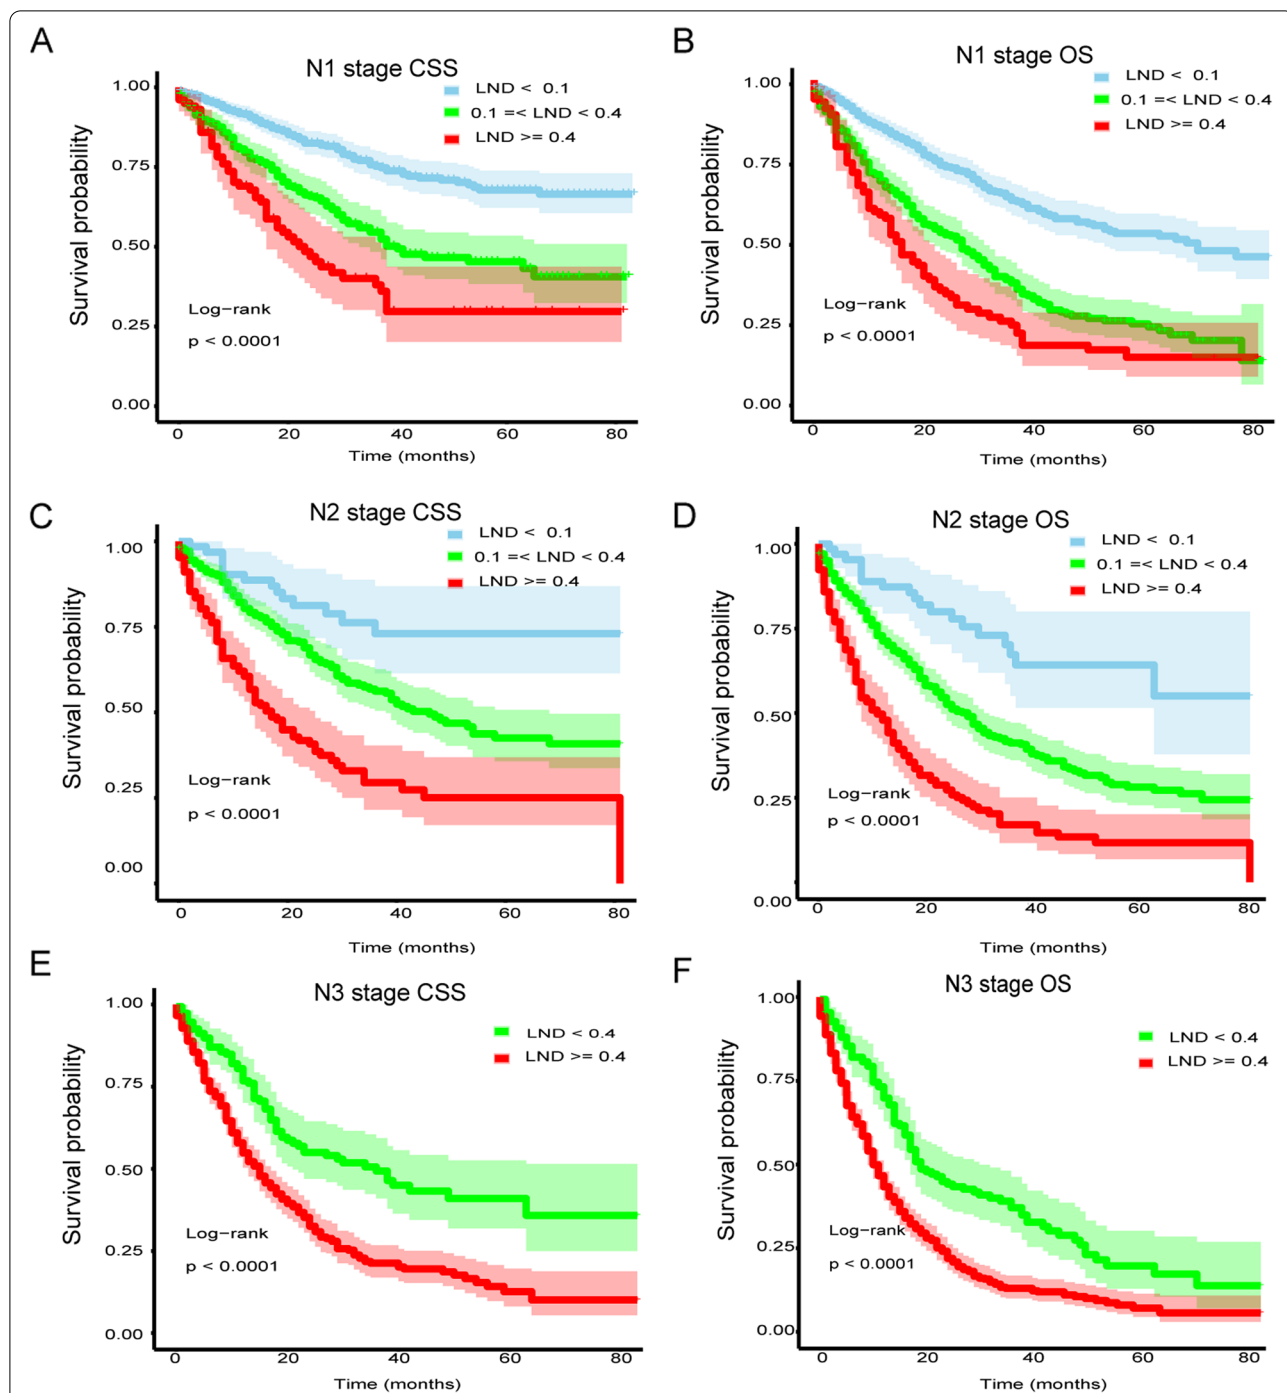 A
N1 stage CSS
LND < 0.1
0.1 =< LND < 0.4
LND >= 0.4
Survival probability
1.00
0.75
0.50
0.25
0.00
Log-rank
p < 0.0001
0 20 40 60 80
Time (months)
B
N1 stage OS
LND < 0.1
0.1 =< LND < 0.4
LND >= 0.4
Survival probability
1.00
0.75
0.50
0.25
0.00
Log-rank
p < 0.0001
0 20 40 60 80
Time (months)
C
N2 stage CSS
LND < 0.1
0.1 =< LND < 0.4
LND >= 0.4
Survival probability
1.00
0.75
0.50
0.25
0.00
Log-rank
p < 0.0001
0 20 40 60 80
Time (months)
D
N2 stage OS
LND < 0.1
0.1 =< LND < 0.4
LND >= 0.4
Survival probability
1.00
0.75
0.50
0.25
0.00
Log-rank
p < 0.0001
0 20 40 60 80
Time (months)
E
N3 stage CSS
LND < 0.4
LND >= 0.4
Survival probability
1.00
0.75
0.50
0.25
0.00
Log-rank
p < 0.0001
0 20 40 60 80
Time (months)
F
N3 stage OS
LND < 0.4
LND >= 0.4
Survival probability
1.00
0.75
0.50
0.25
0.00
Log-rank
p < 0.0001
0 20 40 60 80
Time (months)